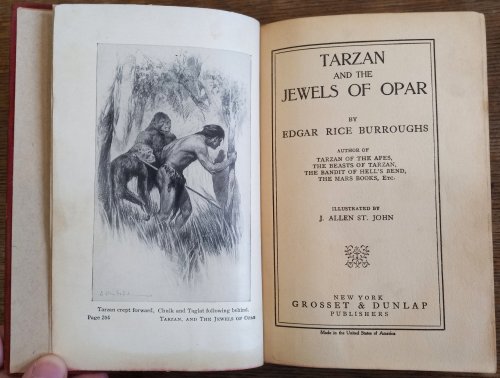 Tarzan crept forward, Chulk and Taglat following behind.
Page 254 TARZAN, AND THE JEWELS OF OPAR
TARZAN
AND THE
JEWELS OF OPAR
BY
EDGAR RICE BURROUGHS
AUTHOR OF
TARZAN OF THE APES,
THE BEASTS OF TARZAN,
THE BANDIT OF HELL'S BEND,
THE MARS BOOKS, ETC.
ILLUSTRATED BY
J. ALLEN ST. JOHN
NEW YORK
GROSSET & DUNLAP
PUBLISHERS
Made in the United States of America